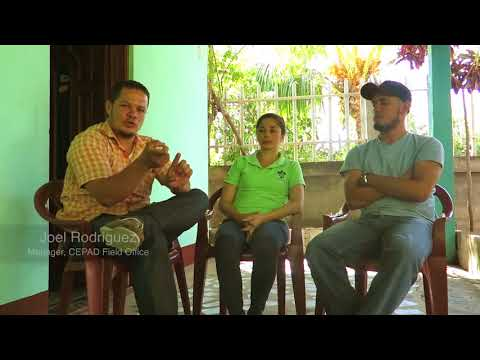 Joel Rodriguez
Manager, CEPAD Field Office